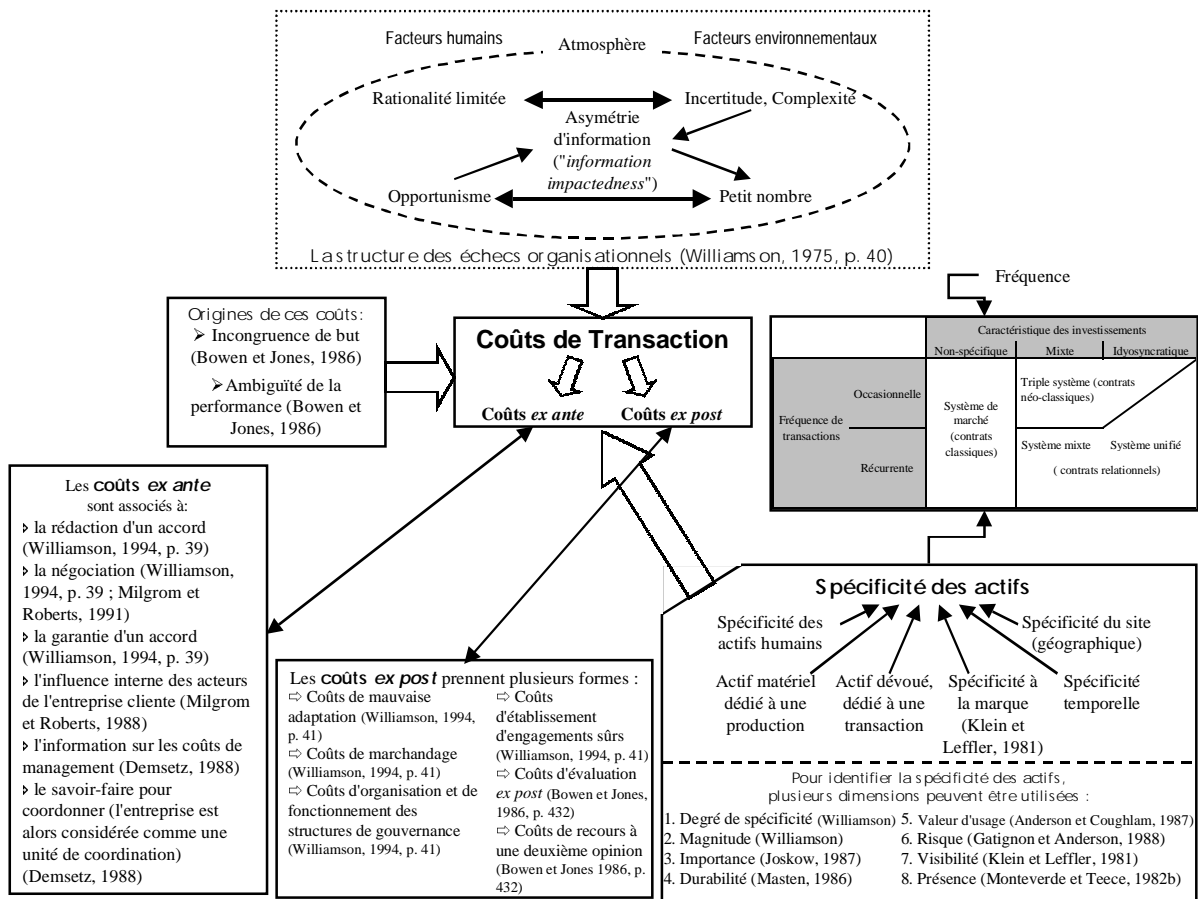 Facteurs humains
Atmosphère
Facteurs environnementaux
Rationalité limitée
Incertitude, Complexité
Asymétrie
d'information
("information
impactedness")
Opportunisme
Petit nombre
La structure des échecs organisationnels (Williamson, 1975, p. 40)
Origines de ces coûts:
➢ Incongruence de but
(Bowen et Jones, 1986)
➢Ambiguïté de la
performance (Bowen et
Jones, 1986)
Coûts de Transaction
Coûts ex ante
Coûts ex post
Fréquence
Caractéristique des investissements
Non-spécifique
Mixte
Idyosyncratique
Fréquence de
transactions
Occasionnelle
Récurrente
Système de
marché
(contrats
classiques)
Triple système (contrats
néo-classiques)
Système mixte
Système unifié
( contrats relationnels)
Les coûts ex ante
sont associés à:
la rédaction d'un accord
(Williamson, 1994, p. 39)
la négociation (Williamson,
1994, p. 39 ; Milgrom et
Roberts, 1991)
la garantie d'un accord
(Williamson, 1994, p. 39)
l'influence interne des acteurs
de l'entreprise cliente (Milgrom
et Roberts, 1988)
l'information sur les coûts de
management (Demsetz, 1988)
le savoir-faire pour
coordonner (l'entreprise est
alors considérée comme une
unité de coordination)
(Demsetz, 1988)
Les coûts ex post prennent plusieurs formes :
⇨ Coûts de mauvaise
adaptation (Williamson, 1994,
p. 41)
⇨ Coûts de marchandage
(Williamson, 1994, p. 41)
⇨ Coûts d'organisation et de
fonctionnement des
structures de gouvernance
(Williamson, 1994, p. 41)
⇨ Coûts
d'établissement
d'engagements sûrs
(Williamson, 1994, p. 41)
⇨ Coûts d'évaluation
ex post (Bowen et Jones,
1986, p. 432)
⇨ Coûts de recours à
une deuxième opinion
(Bowen et Jones 1986, p.
432)
Spécificité des actifs
Spécificité des
actifs humains
Spécificité du site
(géographique)
Actif matériel
dédié à une
production
Actif dévoué,
dédié à une
transaction
Spécificité à
la marque
(Klein et
Leffler, 1981)
Spécificité
temporelle
Pour identifier la spécificité des actifs,
plusieurs dimensions peuvent être utilisées :
1. Degré de spécificité (Williamson)
2. Magnitude (Williamson)
3. Importance (Joskow, 1987)
4. Durabilité (Masten, 1986)
5. Valeur d'usage (Anderson et Coughlam, 1987)
6. Risque (Gatignon et Anderson, 1988)
7. Visibilité (Klein et Leffler, 1981)
8. Présence (Monteverde et Teece, 1982b)